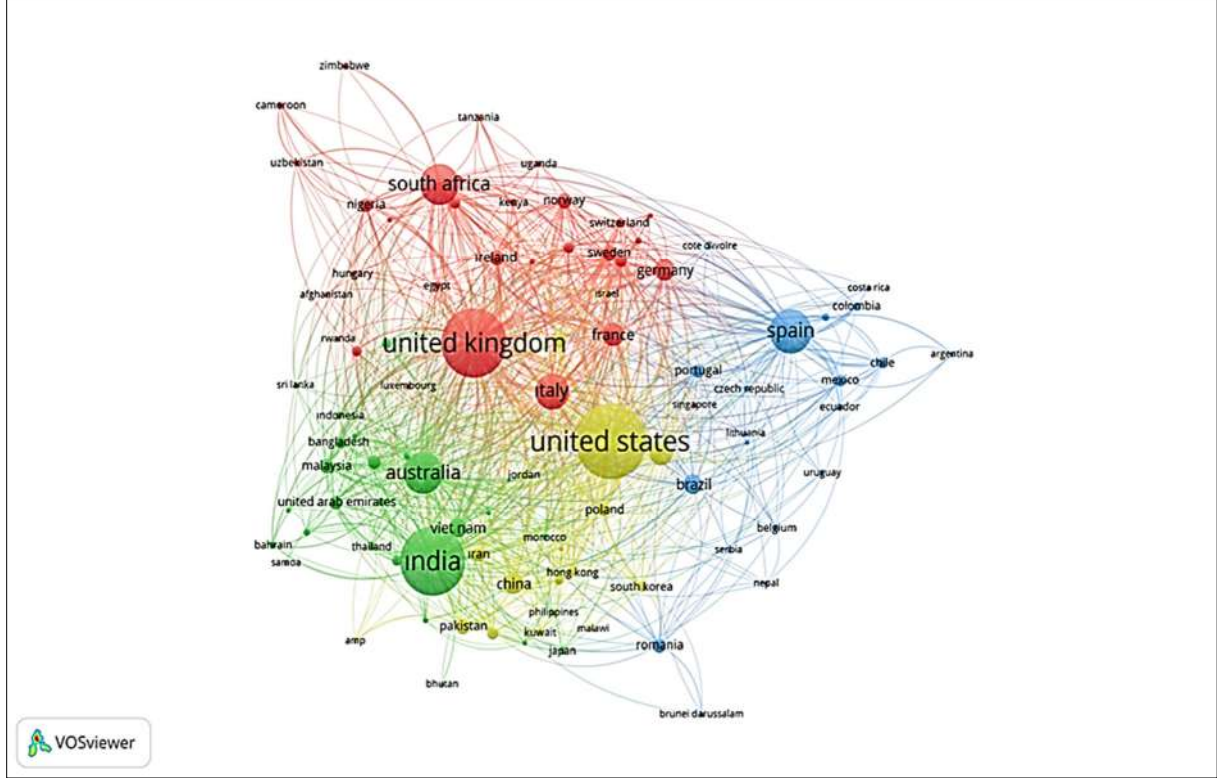 zimbabwe
cameroon
tanzania
uzbekistan
uganda
south africa
nigeria
kenya
norway
switzerland
cote divoire
ireland
sweden
germany
hungary
egypt
afghanistan
israel
costa rica
colombia
spain
rwanda
united kingdom
france
argentina
chile
portugal
mexico
sri lanka
luxembourg
italy
czech republic
singapore
ecuador
indonesia
bangladesh
united states
lithuania
malaysia
australia
jordan
uruguay
brazil
united arab emirates
poland
viet nam
belgium
morocco
bahrain
thailand
iran
serbia
samoa
india
hong kong
china
south korea
nepal
philippines
pakistan
kuwait
malawi
amp
japan
romania
bhutan
brunei darussalam
VOSviewer